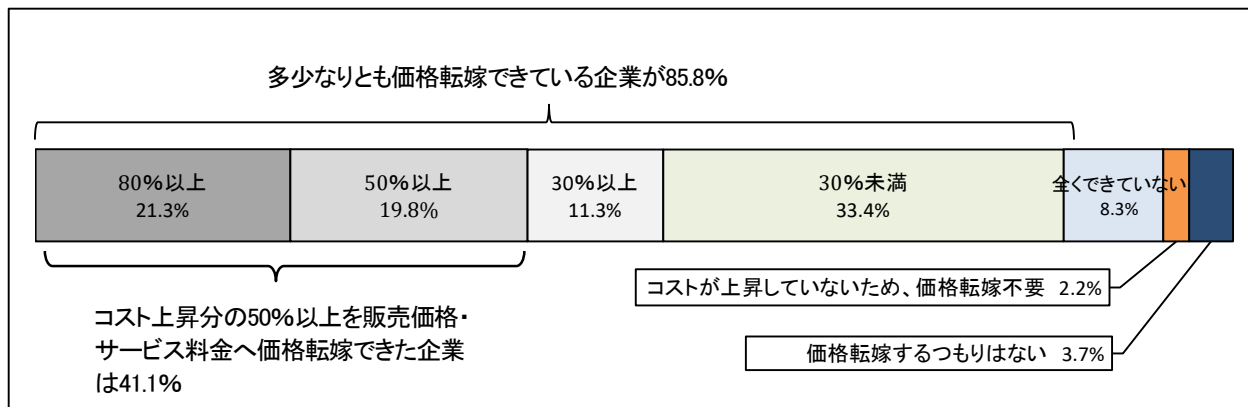 多少なりとも価格転嫁できている企業が85.8%
80%以上
21.3%
50%以上
19.8%
30%以上
11.3%
30%未満
33.4%
全くできていない
8.3%
コストが上昇していないため、価格転嫁不要 2.2%
価格転嫁するつもりはない 3.7%
コスト上昇分の50%以上を販売価格・
サービス料金へ価格転嫁できた企業
は41.1%